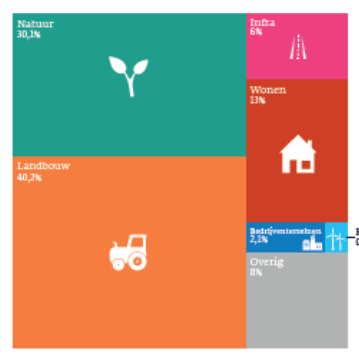 Natuur
30,1%
Infra
6%
Wonen
13%
Landbouw
40,2%
Bedrijventerreinen
2,1%
Overig
8%